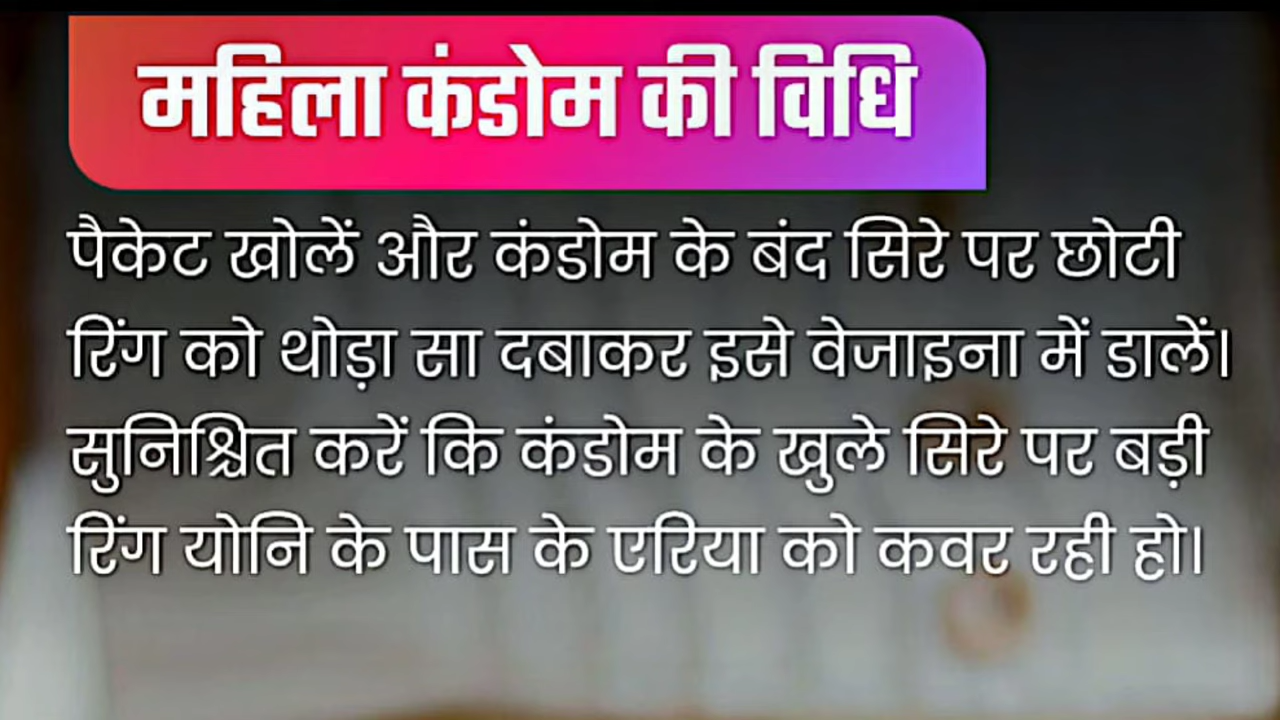 महिला कंडोम की विधि
पैकेट खोलें और कंडोम के बंद सिरे पर छोटी
रिंग को थोड़ा सा दबाकर इसे वेजाइना में डालें।
सुनिश्चित करें कि कंडोम के खुले सिरे पर बड़ी
रिंग योनि के पास के एरिया को कवर रही हो।